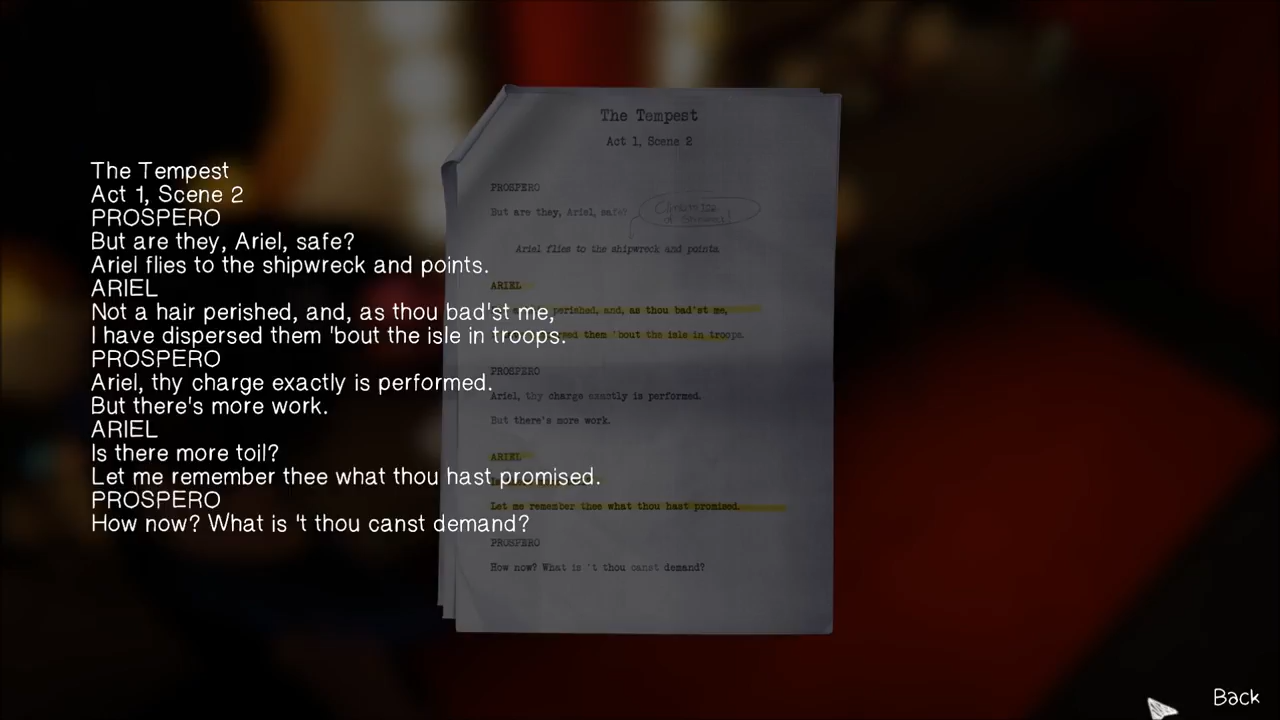 The Tempest
Act 1, Scene 2
PROSPERO
But are they, Ariel, safe?
Ariel flies to the shipwreck and points.
ARIEL
Not a hair perished, and, as thou bad'st me,
I have dispersed them 'bout the isle in troops.
PROSPERO
Ariel, thy charge exactly is performed.
But there's more work.
ARIEL
Is there more toil?
Let me remember thee what thou hast promised.
PROSPERO
How now? What is 't thou canst demand?
The Tempest
Act 1, Scene 2
PROSPERO
But are they, Ariel, safe?
Ariel flies to the shipwreck and points.
ARIEL
perished, and, as thou bad'st me,
them 'bout the isle in troops.
PROSPERO
Ariel, thy charge exactly is performed.
But there's more work.
ARIEL
Let me remember thee what thou hast promised.
PROSPERO
How now? What is 't thou canst demand?
Back